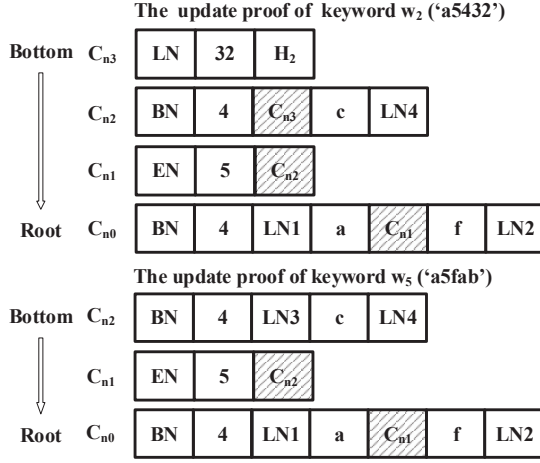 The update proof of keyword w₂ ('a5432')
Bottom Cn3 LN 32 H₂
Cn2 BN 4 Cn3 c LN4
Cn1 EN 5 Cn2
Root Cn0 BN 4 LN1 a Cn1 f LN2
The update proof of keyword w₅ ('a5fab')
Bottom Cn2 BN 4 LN3 c LN4
Cn1 EN 5 Cn2
Root Cn0 BN 4 LN1 a Cn1 f LN2